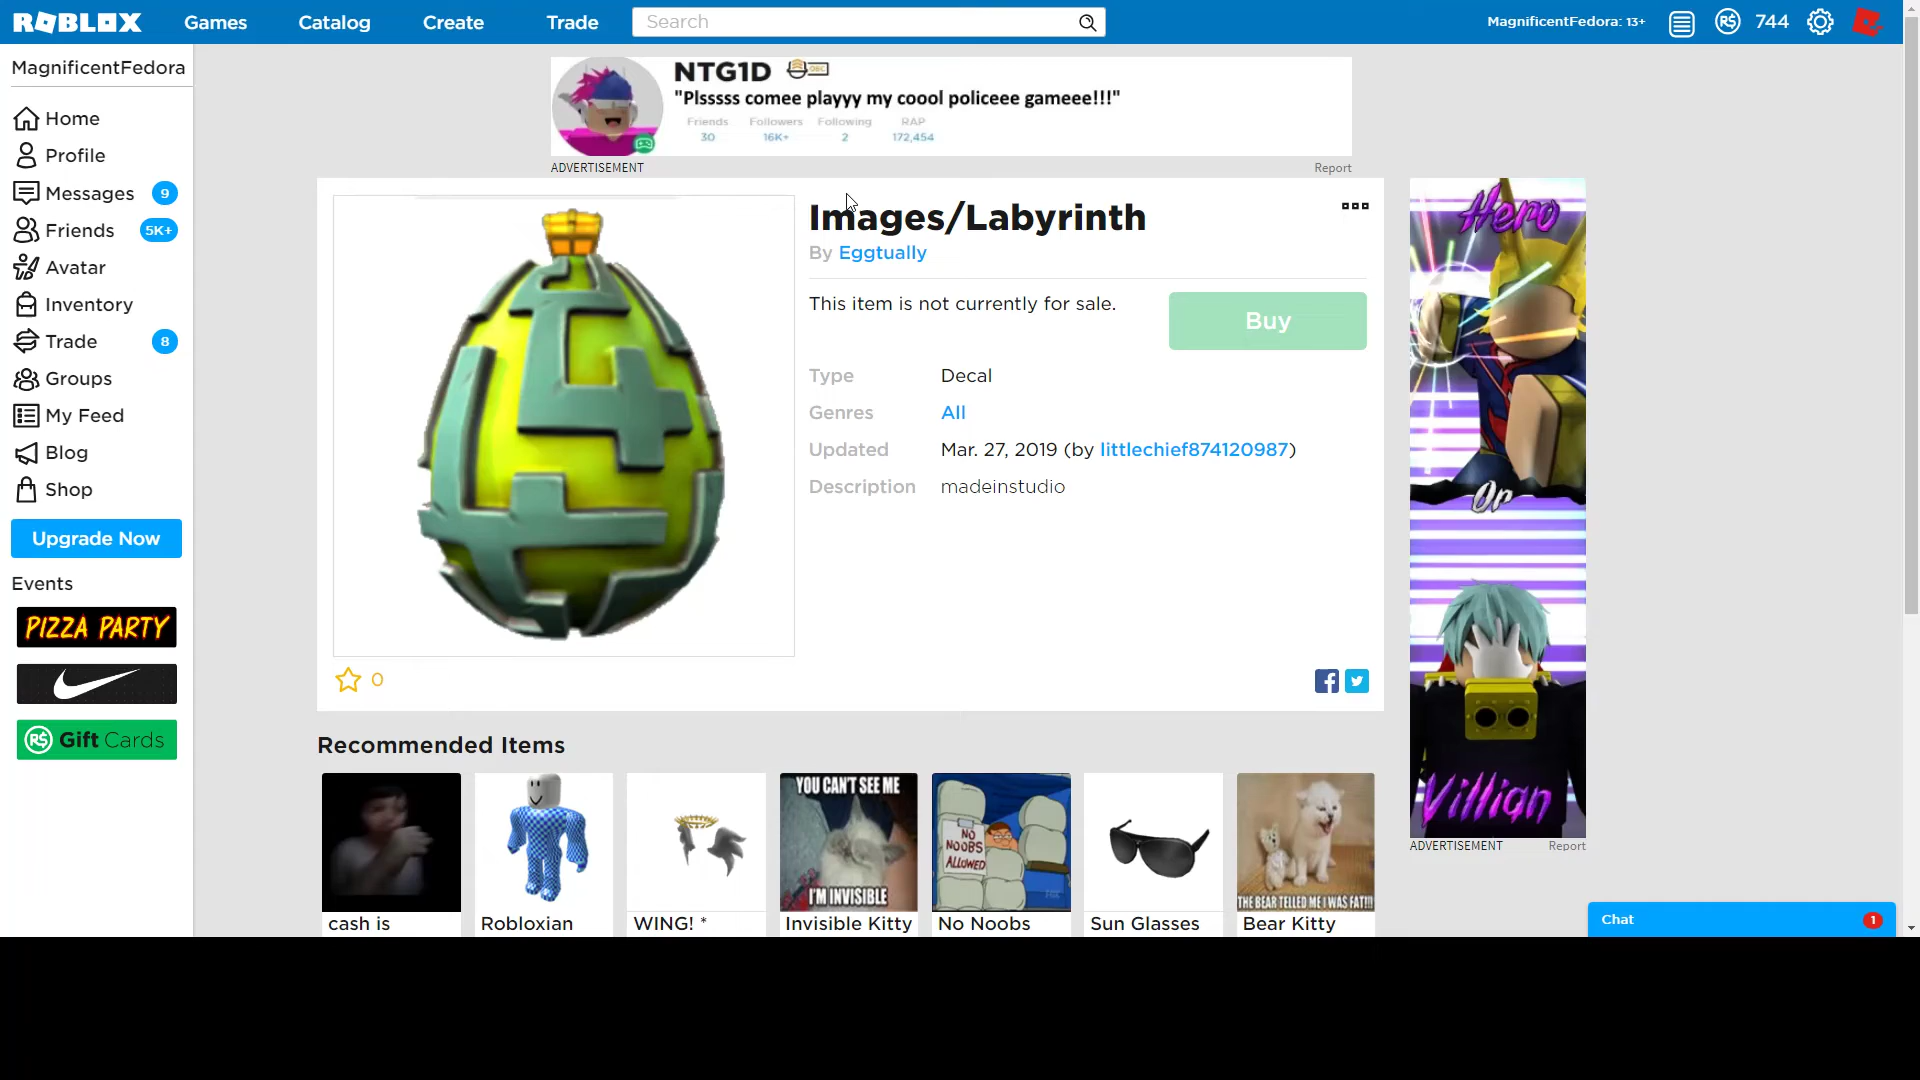 ROBLOX Games Catalog Create Trade Search MagnificentFedora: 13+ 744
MagnificentFedora
Home
Profile
Messages 9
Friends 5K+
Avatar
Inventory
Trade 8
Groups
My Feed
Blog
Shop
Upgrade Now
Events
PIZZA PARTY
Gift Cards
NTG1D OBC
"Plsssss comee playyy my coool policeee gameee!!!"
Friends Followers Following RAP
30 16K+ 2 172,454
ADVERTISEMENT Report
Images/Labyrinth
By Eggtually
This item is not currently for sale.
Buy
Type Decal
Genres All
Updated Mar. 27, 2019 (by littlechief874120987)
Description madeinstudio
0
Hero
Or
Villian
ADVERTISEMENT Report
Recommended Items
YOU CAN'T SEE ME
I'M INVISIBLE
NO
NOOBS
ALLOWED
FOX
THE BEAR TELLED ME I WAS FAT!!!
cash is
Robloxian
WING! *
Invisible Kitty
No Noobs
Sun Glasses
Bear Kitty
Chat 1